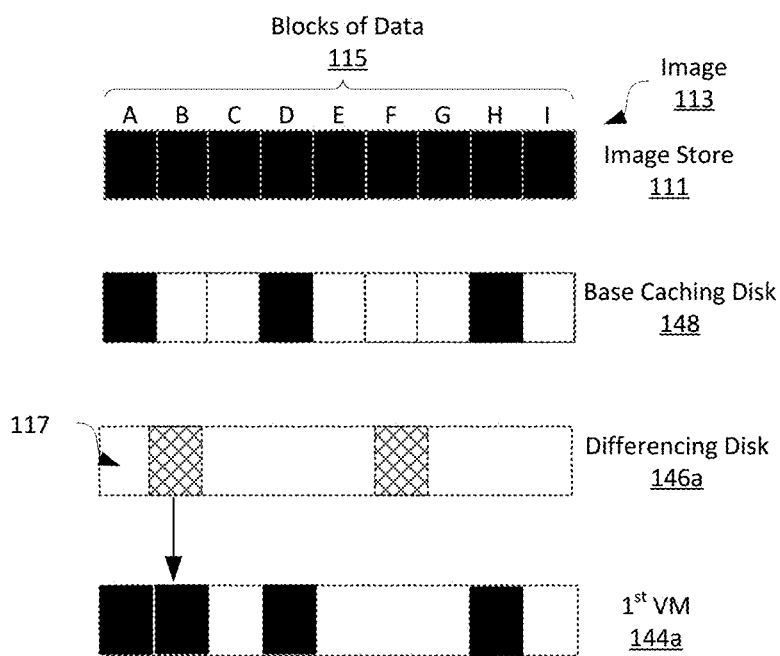 Blocks of Data
115
Image
113
A B C D E F G H I
Image Store
111
Base Caching Disk
148
117
Differencing Disk
146a
1st VM
144a